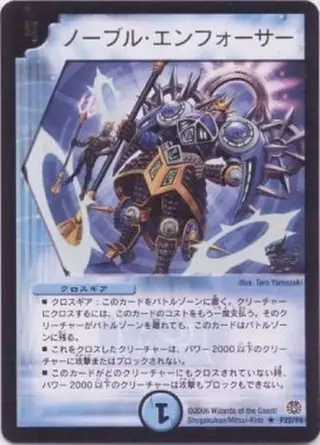 ノーブル・エンフォーサー
illus. Taro Yamazaki
クロスギア
■ クロスギア：このカードをバトルゾーンに置く。クリーチャー
にクロスするには、このカードのコストをもう一度支払う。そのク
リーチャーがバトルゾーンを離れても、このカードはバトルゾーン
に残る。
■ これをクロスしたクリーチャーは、パワー2000以下のクリーチャー
に攻撃またはブロックされない。
■ このカードがどのクリーチャーにもクロスされていない時、
パワー2000以下のクリーチャーは攻撃もブロックもできない。
1
©2006 Wizards of the Coast/
Shogakukan/Mitsui-Kids ★ P22/Y5